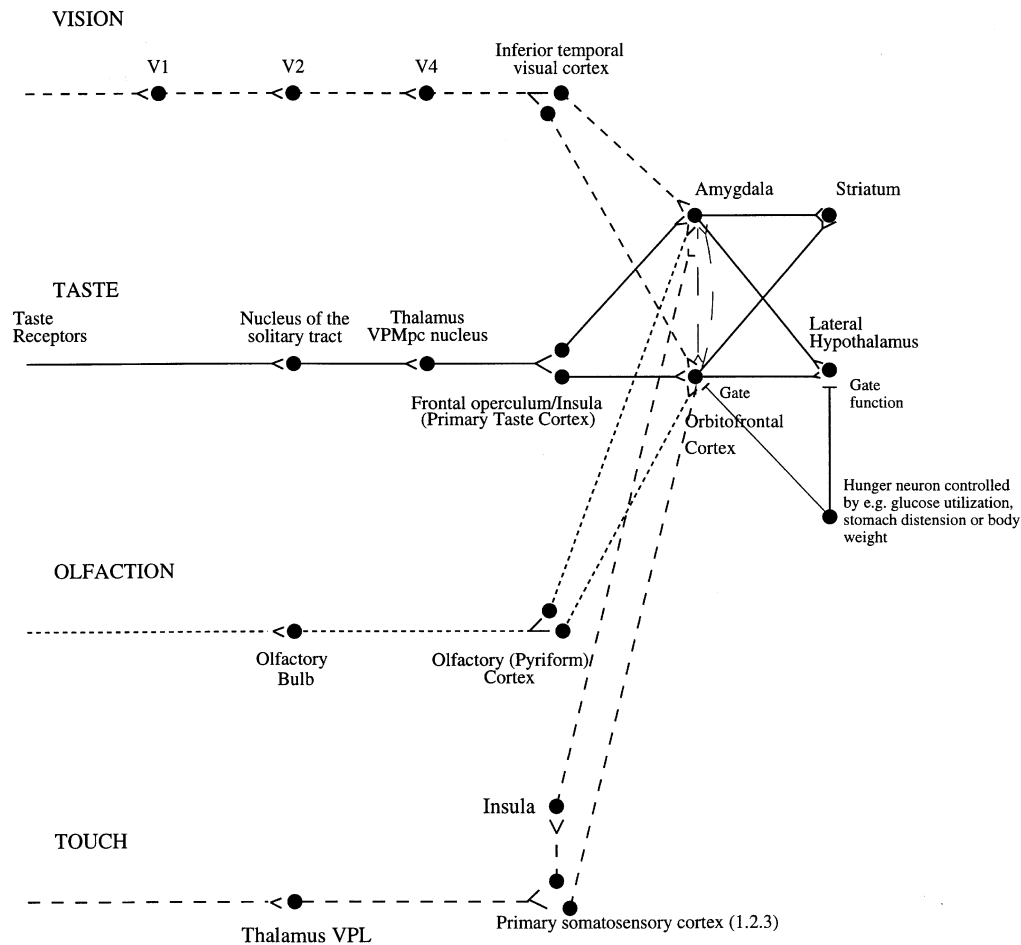 VISION
V1
V2
V4
Inferior temporal
visual cortex
Amygdala
Striatum
TASTE
Taste
Receptors
Nucleus of the
solitary tract
Thalamus
VPMpc nucleus
Lateral
Hypothalamus
Frontal operculum/Insula
(Primary Taste Cortex)
Gate
Orbitofrontal
Cortex
Gate
function
Hunger neuron controlled
by e.g. glucose utilization,
stomach distension or body
weight
OLFACTION
Olfactory
Bulb
Olfactory (Pyriform)
Cortex
Insula
TOUCH
Thalamus VPL
Primary somatosensory cortex (1.2.3)